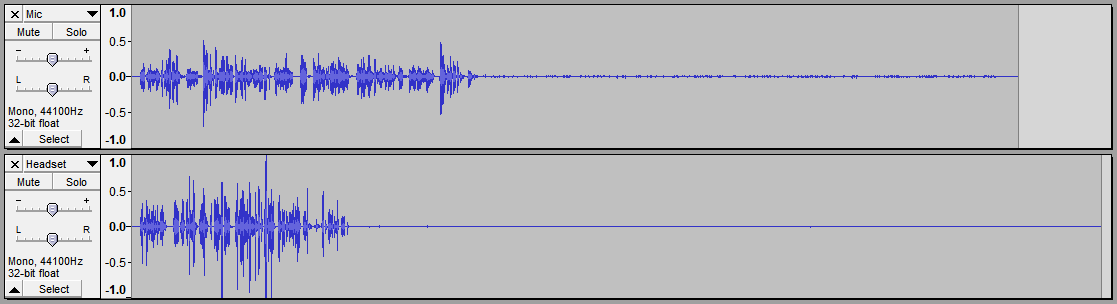 Mic
Mute Solo
- +
L R
Mono, 44100Hz
32-bit float
Select
1.0
0.5
0.0
-0.5
-1.0
Headset
Mute Solo
- +
L R
Mono, 44100Hz
32-bit float
Select
1.0
0.5
0.0
-0.5
-1.0